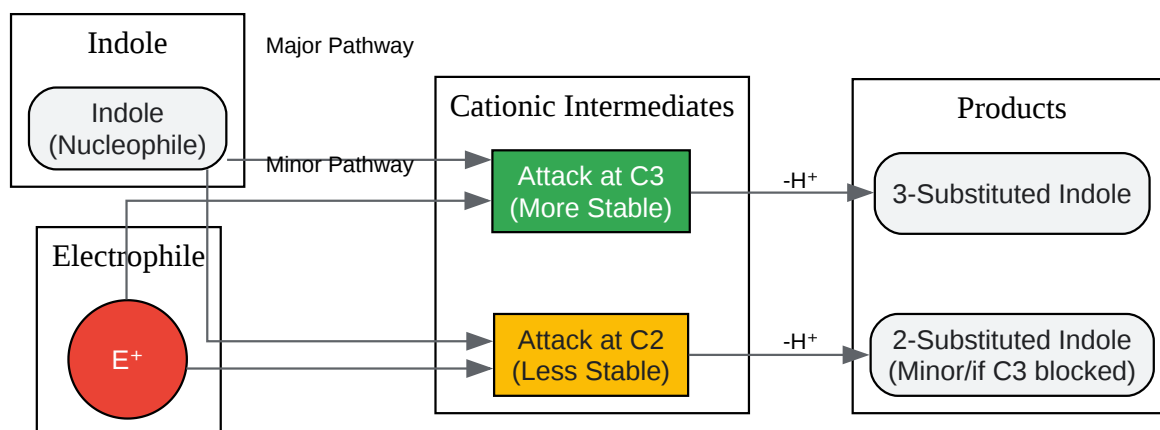 Indole
Indole
(Nucleophile)
Major Pathway
Minor Pathway
Electrophile
E⁺
Cationic Intermediates
Attack at C3
(More Stable)
Attack at C2
(Less Stable)
-H⁺
-H⁺
Products
3-Substituted Indole
2-Substituted Indole
(Minor/if C3 blocked)